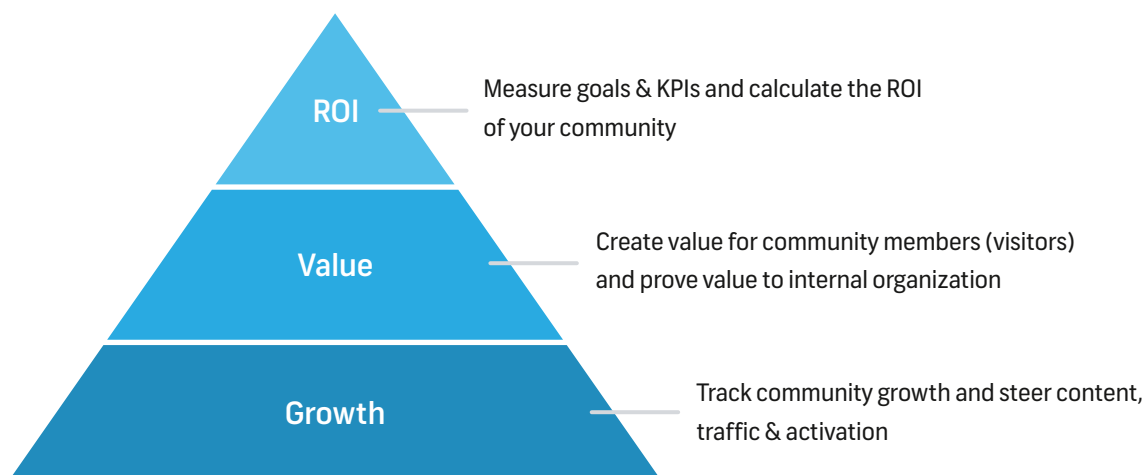 ROI
Measure goals & KPIs and calculate the ROI
of your community
Value
Create value for community members (visitors)
and prove value to internal organization
Growth
Track community growth and steer content,
traffic & activation